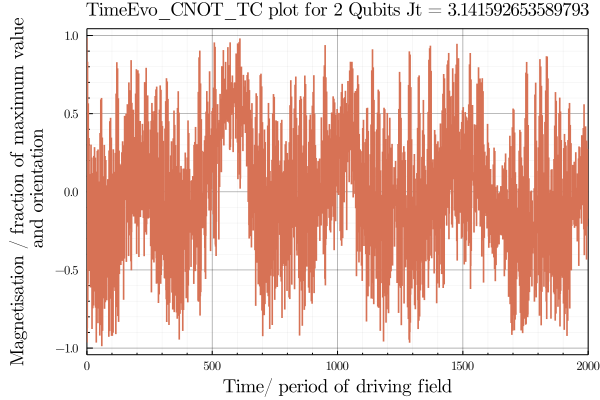 TimeEvo_CNOT_TC plot for 2 Qubits Jt = 3.141592653589793
Magnetisation / fraction of maximum value
and orientation
1.0
0.5
0.0
−0.5
−1.0
0
500
1000
1500
2000
Time/ period of driving field